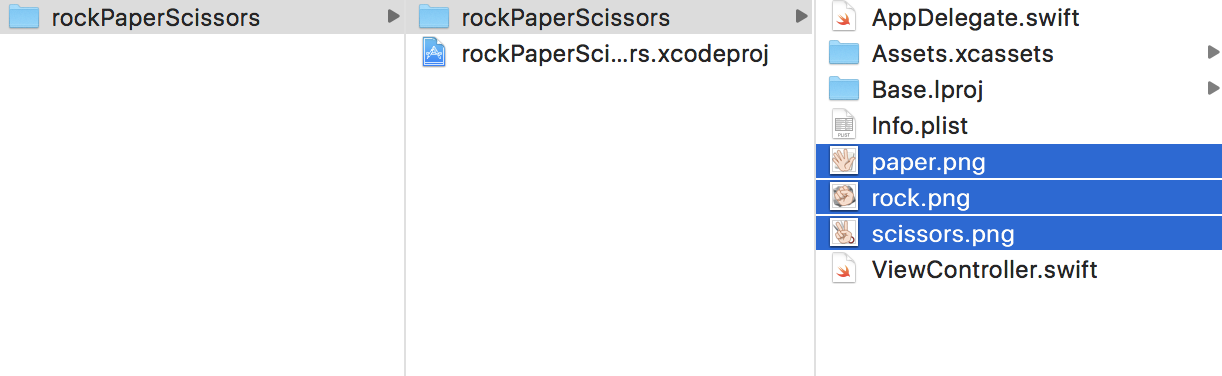 rockPaperScissors
rockPaperScissors
rockPaperSci...rs.xcodeproj
AppDelegate.swift
Assets.xcassets
Base.lproj
Info.plist
PLIST
paper.png
rock.png
scissors.png
ViewController.swift